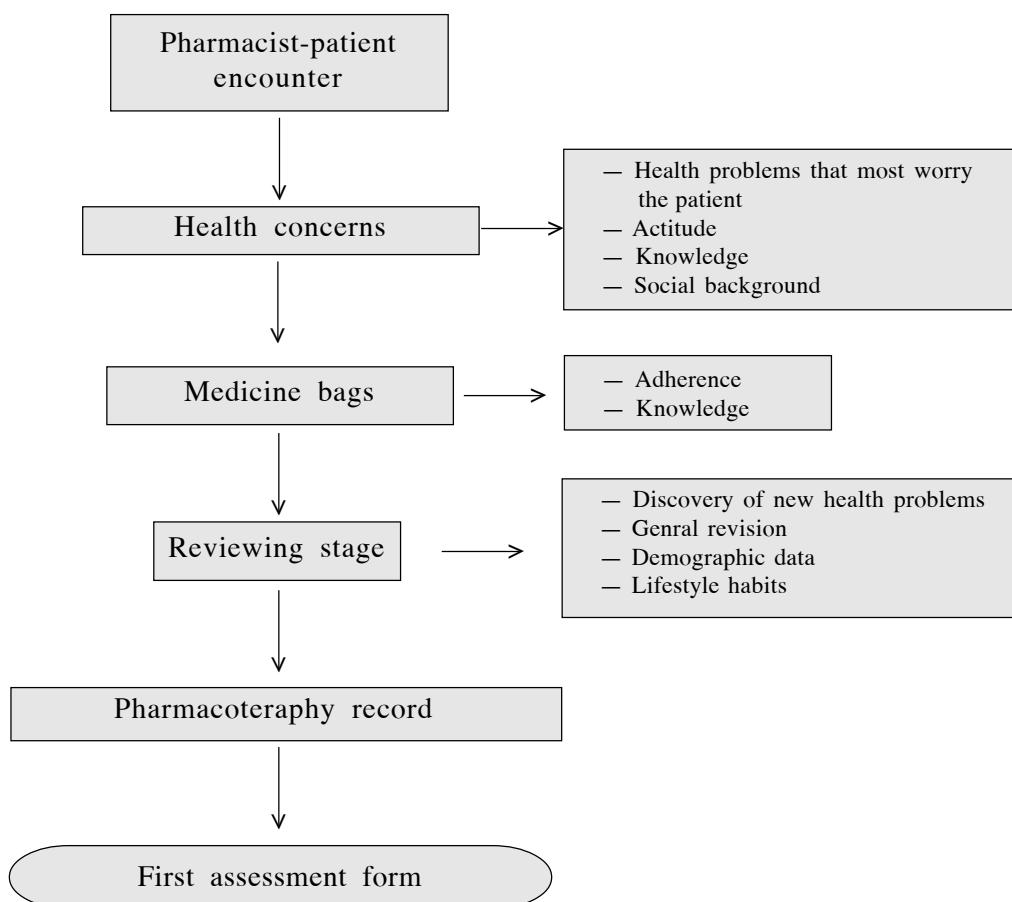 Pharmacist-patient
encounter
Health concerns
— Health problems that most worry
the patient
— Actitude
— Knowledge
— Social background
Medicine bags
— Adherence
— Knowledge
Reviewing stage
— Discovery of new health problems
— Genral revision
— Demographic data
— Lifestyle habits
Pharmacoteraphy record
First assessment form